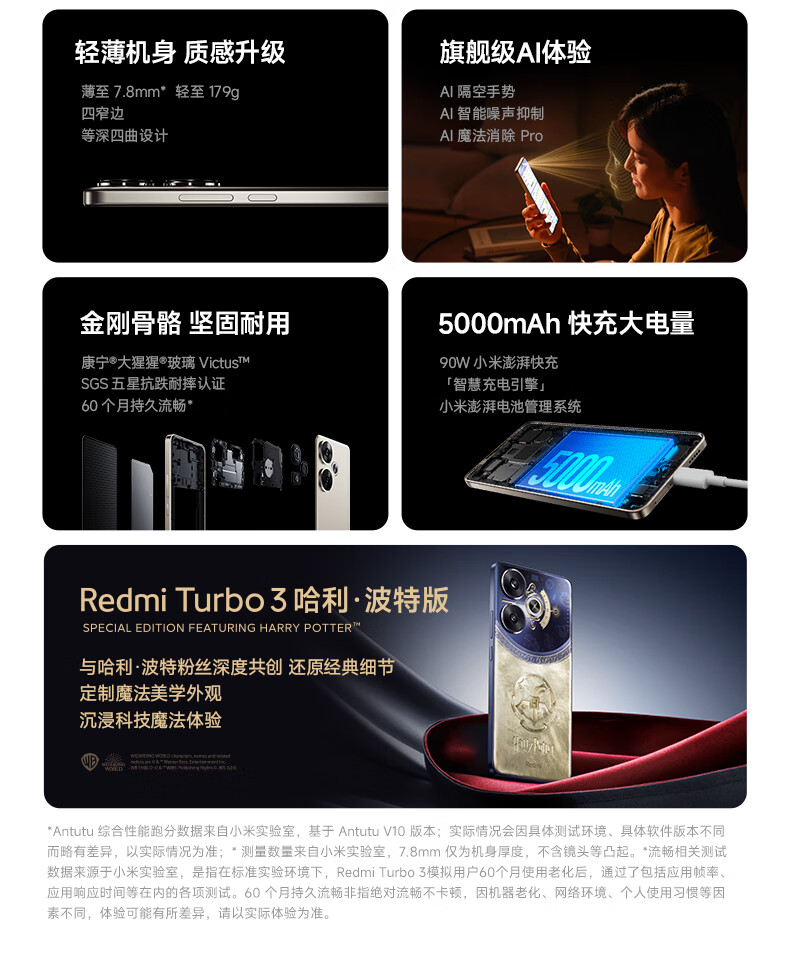 轻薄机身 质感升级
薄至 7.8mm* 轻至 179g
四窄边
等深四曲设计
旗舰级AI体验
AI 隔空手势
AI 智能噪声抑制
AI 魔法消除 Pro
金刚骨骼 坚固耐用
康宁®大猩猩®玻璃 Victus™
SGS 五星抗跌耐摔认证
60 个月持久流畅*
5000mAh 快充大电量
90W 小米澎湃快充
「智慧充电引擎」
小米澎湃电池管理系统
5000mAh
Redmi Turbo 3 哈利·波特版
SPECIAL EDITION FEATURING HARRY POTTER™
与哈利·波特粉丝深度共创 还原经典细节
定制魔法美学外观
沉浸科技魔法体验
WB
WIZARDING WORLD
WIZARDING WORLD characters, names and related
Harry Potter
Redmi
*Antutu 综合性能跑分数据来自小米实验室，基于 Antutu V10 版本；实际情况会因具体测试环境、具体软件版本不同
而略有差异，以实际情况为准；* 测量数量来自小米实验室，7.8mm 仅为机身厚度，不含镜头等凸起。*流畅相关测试
数据来源于小米实验室，是指在标准实验环境下，Redmi Turbo 3模拟用户60个月使用老化后，通过了包括应用帧率、
应用响应时间等在内的各项测试。60 个月持久流畅非指绝对流畅不卡顿，因机器老化、网络环境、个人使用习惯等因
素不同，体验可能有所差异，请以实际体验为准。